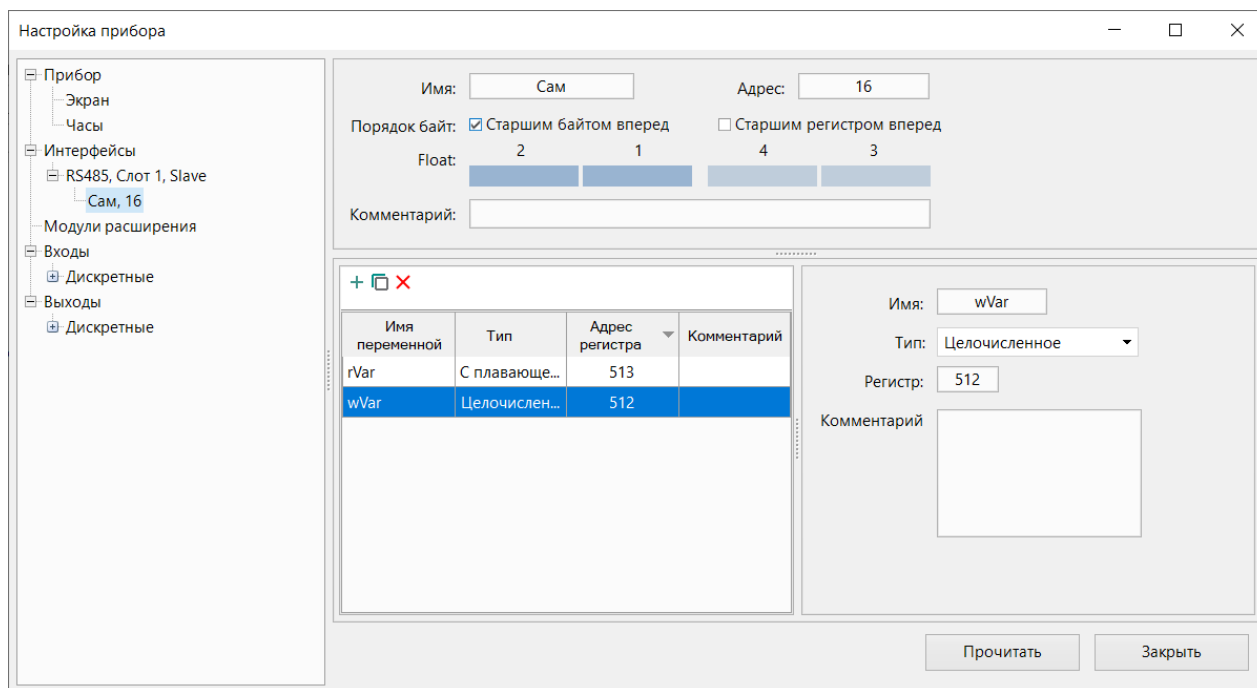 Настройка прибора
Прибор
Экран
Часы
Интерфейсы
RS485, Слот 1, Slave
Сам, 16
Модули расширения
Входы
Дискретные
Выходы
Дискретные
Имя: Сам Адрес: 16
Порядок байт: Старшим байтом вперед Старшим регистром вперед
Float: 2 1 4 3
Комментарий:
Имя переменной Тип Адрес регистра Комментарий
rVar С плавающе... 513
wVar Целочислен... 512
Имя: wVar
Тип: Целочисленное
Регистр: 512
Комментарий
Прочитать Закрыть